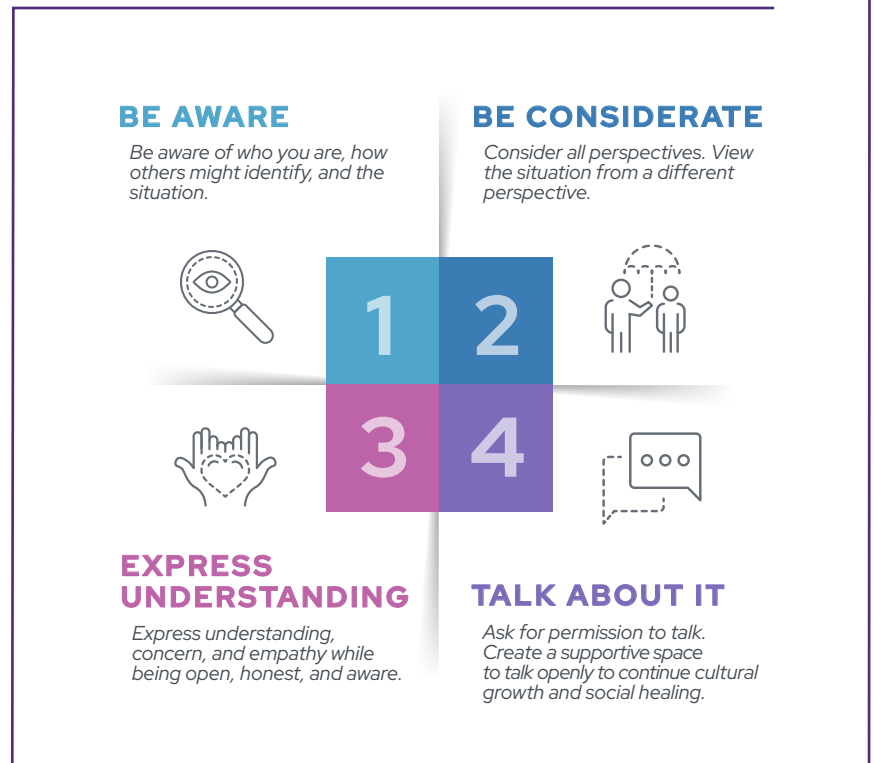 BE AWARE
Be aware of who you are, how
others might identify, and the
situation.
BE CONSIDERATE
Consider all perspectives. View
the situation from a different
perspective.
1
2
3
4
EXPRESS
UNDERSTANDING
Express understanding,
concern, and empathy while
being open, honest, and aware.
TALK ABOUT IT
Ask for permission to talk.
Create a supportive space
to talk openly to continue cultural
growth and social healing.